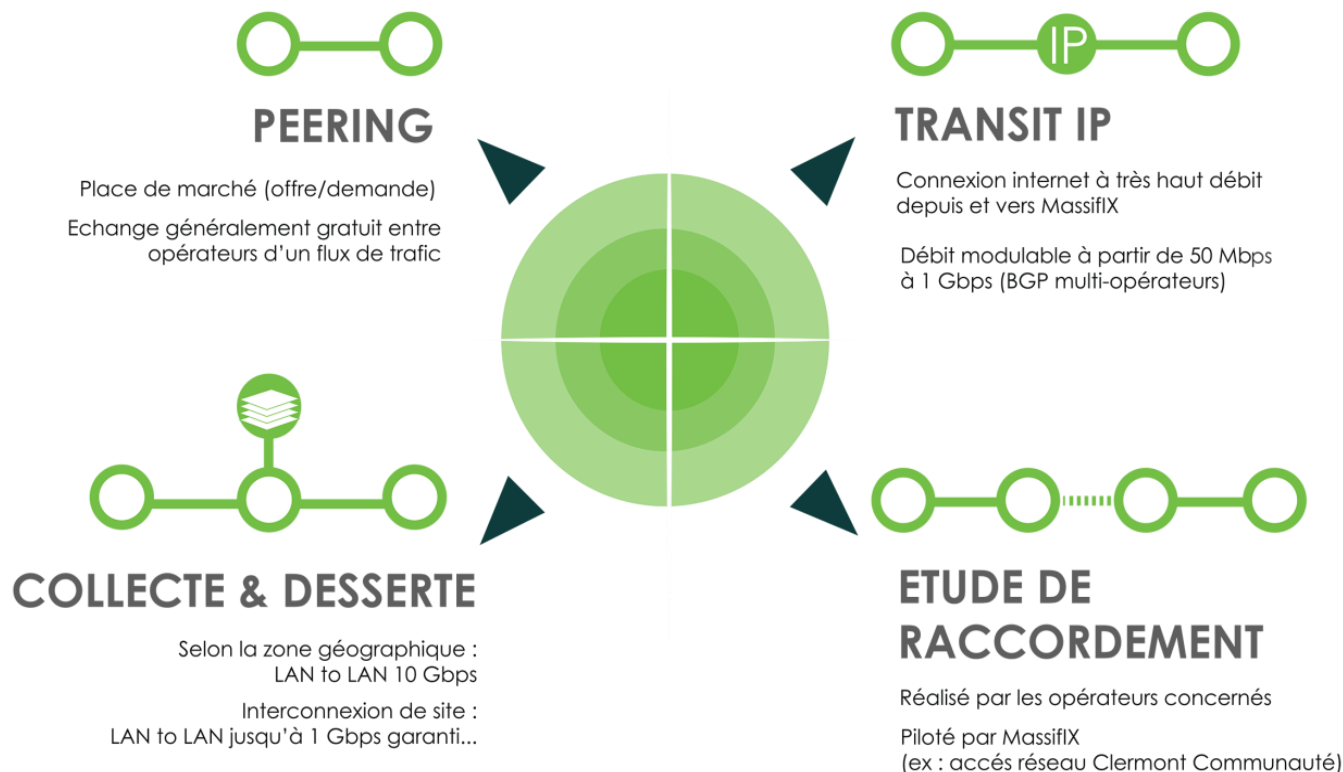 PEERING
Place de marché (offre/demande)
Echange généralement gratuit entre
opérateurs d'un flux de trafic
IP
TRANSIT IP
Connexion internet à très haut débit
depuis et vers MassifIX
Débit modulable à partir de 50 Mbps
à 1 Gbps (BGP multi-opérateurs)
COLLECTE & DESSERTE
Selon la zone géographique :
LAN to LAN 10 Gbps
Interconnexion de site :
LAN to LAN jusqu'à 1 Gbps garanti...
ETUDE DE
RACCORDEMENT
Réalisé par les opérateurs concernés
Piloté par MassifIX
(ex : accés réseau Clermont Communauté)